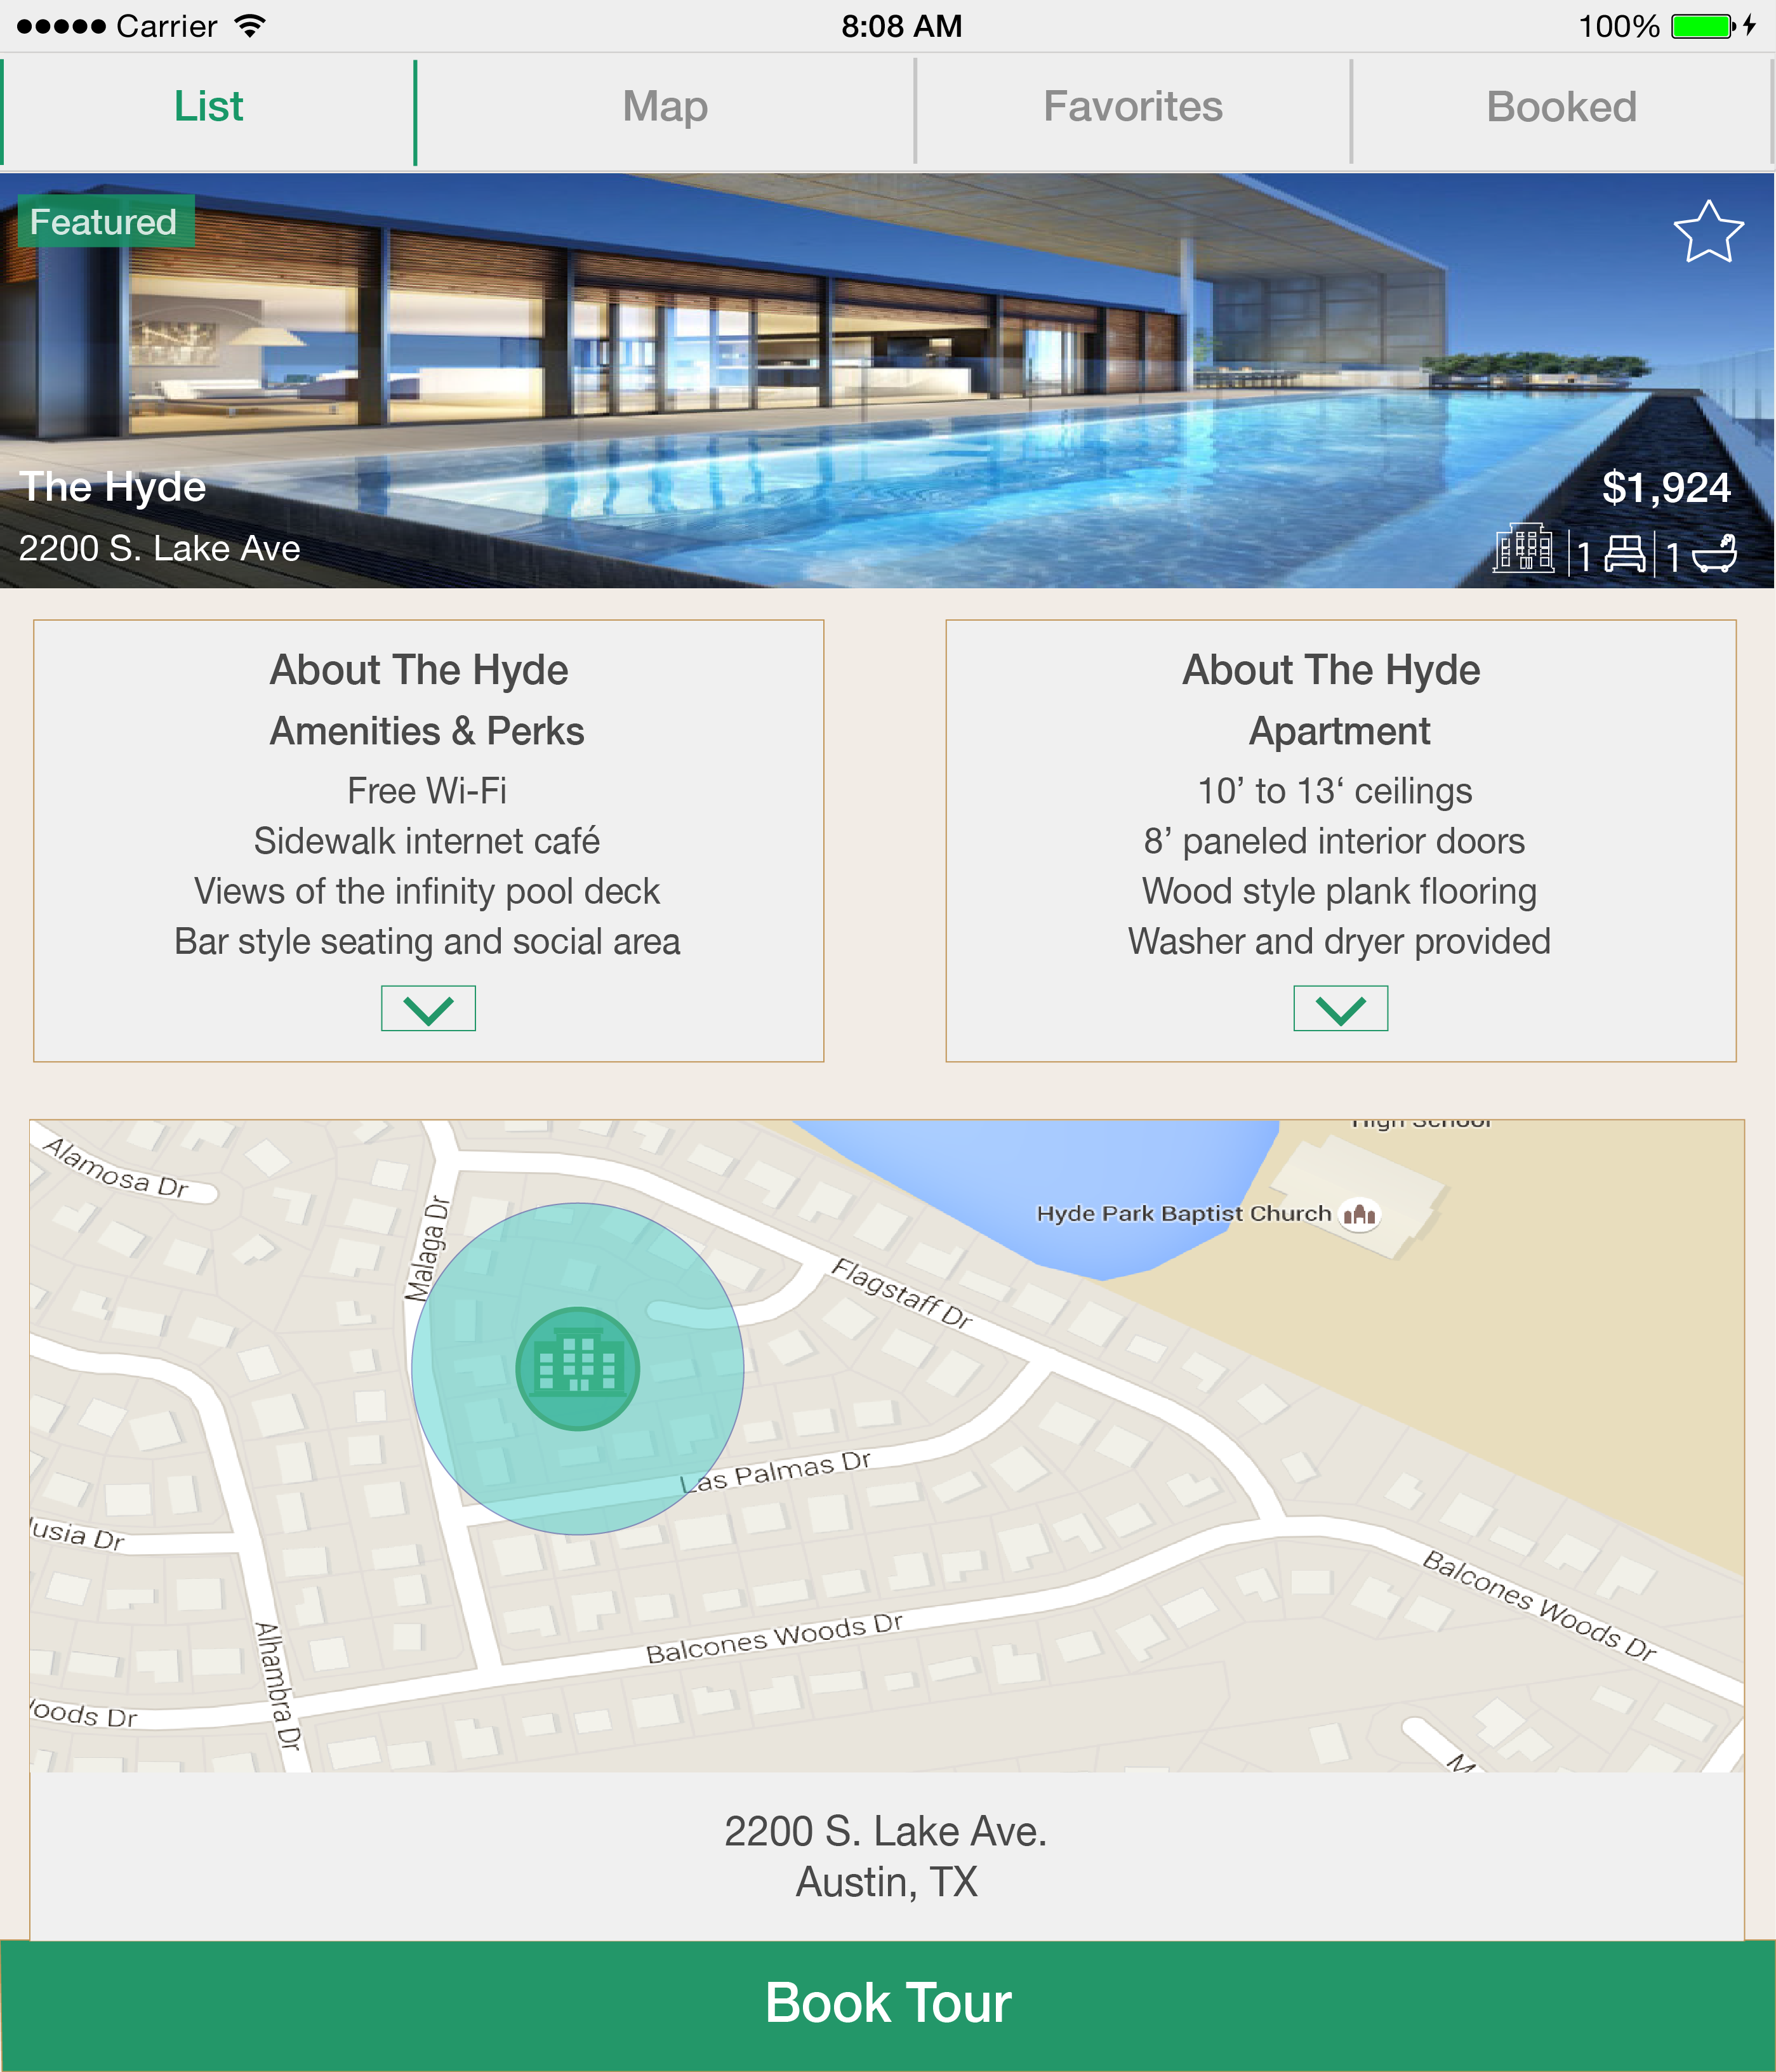 Carrier 8:08 AM 100%
List Map Favorites Booked
Featured
The Hyde
$1,924
2200 S. Lake Ave
1 1
About The Hyde
Amenities & Perks
Free Wi-Fi
Sidewalk internet café
Views of the infinity pool deck
Bar style seating and social area
About The Hyde
Apartment
10’ to 13‘ ceilings
8’ paneled interior doors
Wood style plank flooring
Washer and dryer provided
High School
Alamosa Dr
Malaga Dr
Hyde Park Baptist Church
Flagstaff Dr
Las Palmas Dr
lusia Dr
Balcones Woods Dr
Balcones Woods Dr
Alhambra Dr
oods Dr
M
2200 S. Lake Ave.
Austin, TX
Book Tour